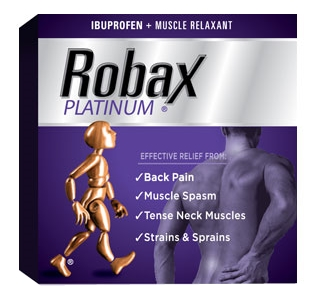 IBUPROFEN + MUSCLE RELAXANT
Robax
PLATINUM ®
EFFECTIVE RELIEF FROM:
✓Back Pain
✓Muscle Spasm
✓Tense Neck Muscles
✓Strains & Sprains
®